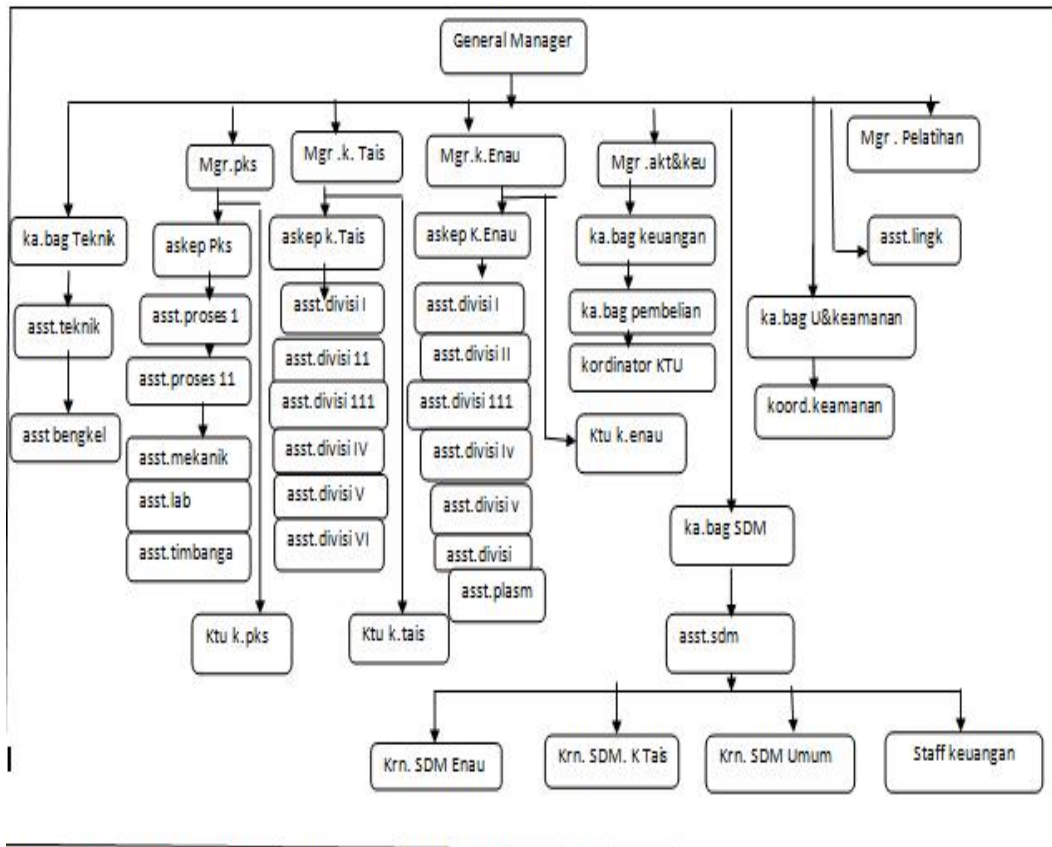 General Manager
Mgr.pks
Mgr .k. Tais
Mgr.k.Enau
Mgr .akt&keu
Mgr . Pelatihan
ka.bag Teknik
askep Pks
askep k.Tais
askep K.Enau
ka.bag keuangan
asst.lingk
asst.teknik
asst.proses 1
asst.divisi I
asst.divisi I
ka.bag pembelian
ka.bag U&keamanan
asst.proses 11
asst.divisi 11
asst.divisi II
kordinator KTU
asst bengkel
asst.divisi 111
asst.divisi 111
koord.keamanan
asst.mekanik
asst.divisi IV
asst.divisi Iv
Ktu k.enau
asst.lab
asst.divisi V
asst.divisi v
asst.timbanga
asst.divisi VI
asst.divisi
ka.bag SDM
asst.plasm
Ktu k.pks
Ktu k.tais
asst.sdm
Krn. SDM Enau
Krn. SDM. K Tais
Krn. SDM Umum
Staff keuangan